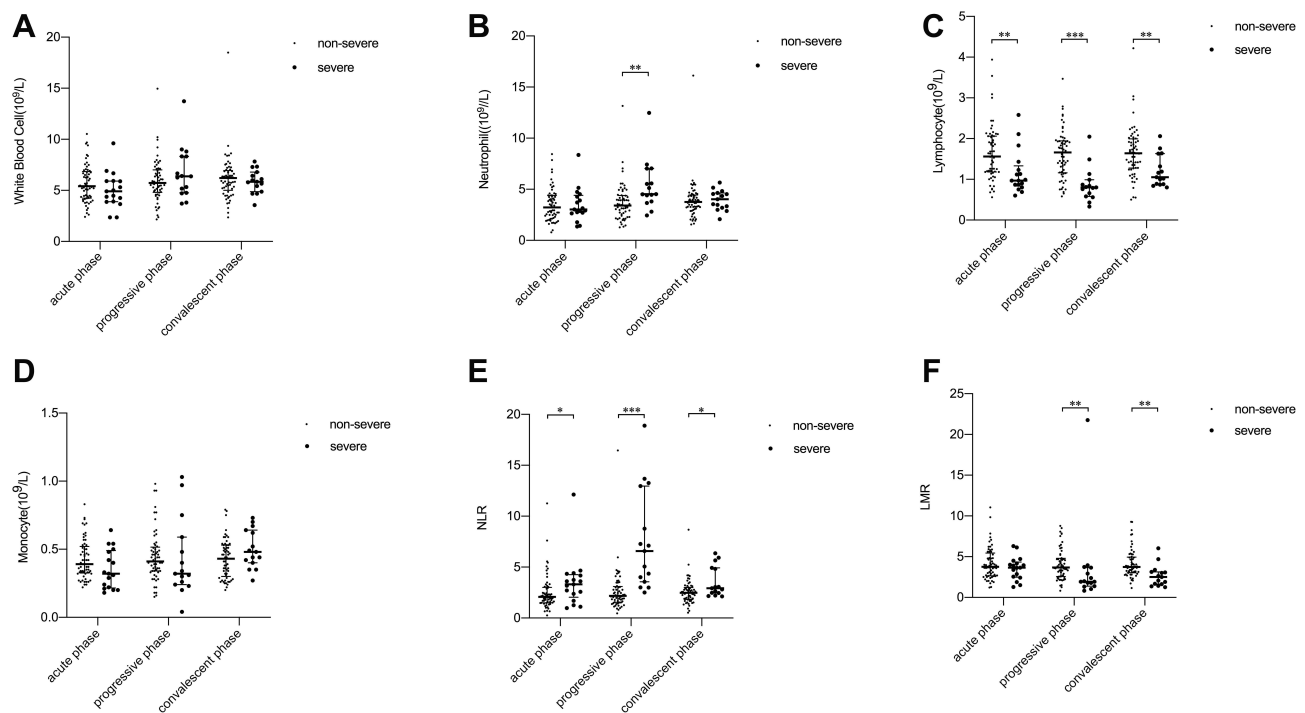 A
White Blood Cell(10⁹/L)
20
15
10
5
0
acute phase
progressive phase
convalescent phase
non-severe
severe
B
Neutrophil((10⁹//L)
20
15
10
5
0
**
acute phase
progressive phase
convalescent phase
non-severe
severe
C
Lymphocyte(10⁹/L)
5
4
3
2
1
0
**
***
**
acute phase
progressive phase
convalescent phase
non-severe
severe
D
Monocyte(10⁹/L)
1.5
1.0
0.5
0.0
acute phase
progressive phase
convalescent phase
non-severe
severe
E
NLR
20
15
10
5
0
*
***
*
acute phase
progressive phase
convalescent phase
non-severe
severe
F
LMR
25
20
15
10
5
0
**
**
acute phase
progressive phase
convalescent phase
non-severe
severe